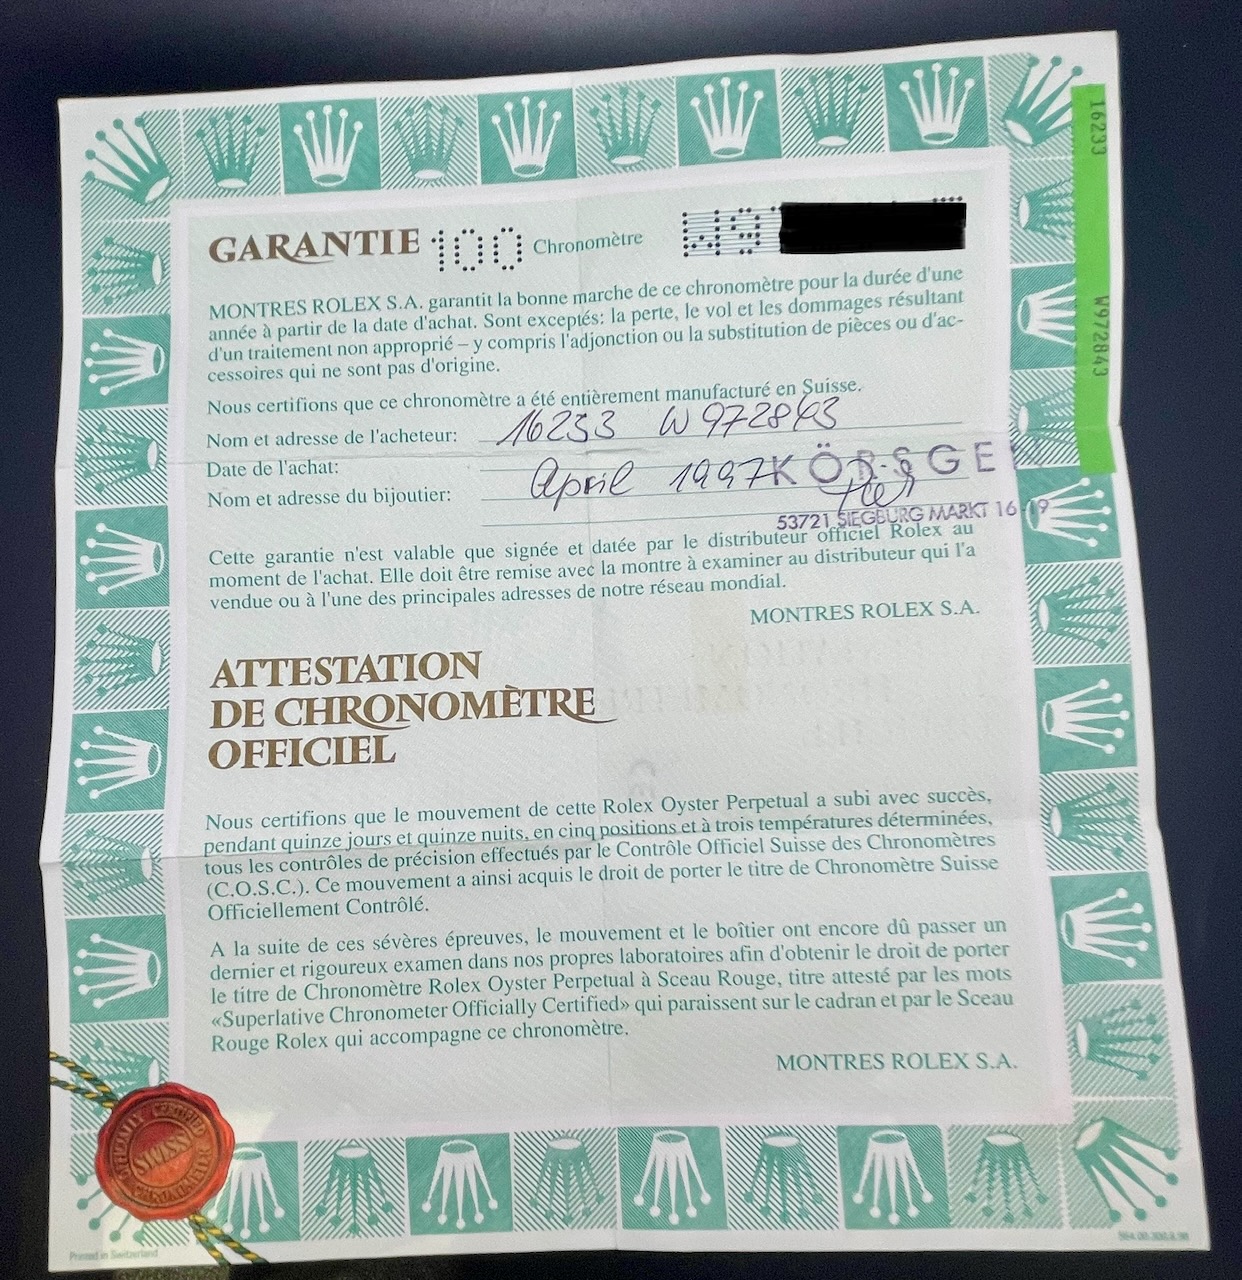 16233
W972843
GARANTIE 100 Chronomètre W9
MONTRES ROLEX S.A. garantit la bonne marche de ce chronomètre pour la durée d'une
année à partir de la date d'achat. Sont exceptés: la perte, le vol et les dommages résultant
d'un traitement non approprié – y compris l'adjonction ou la substitution de pièces ou d'ac-
cessoires qui ne sont pas d'origine.
Nous certifions que ce chronomètre a été entièrement manufacturé en Suisse.
Nom et adresse de l'acheteur: 16233 W972843
Date de l'achat:
Nom et adresse du bijoutier: April 1997 KÖRSGEN
53721 SIEGBURG MARKT 16-19
Cette garantie n'est valable que signée et datée par le distributeur officiel Rolex au
moment de l'achat. Elle doit être remise avec la montre à examiner au distributeur qui l'a
vendue ou à l'une des principales adresses de notre réseau mondial.
MONTRES ROLEX S.A.
ATTESTATION
DE CHRONOMÈTRE
OFFICIEL
Nous certifions que le mouvement de cette Rolex Oyster Perpetual a subi avec succès,
pendant quinze jours et quinze nuits, en cinq positions et à trois températures déterminées,
tous les contrôles de précision effectués par le Contrôle Officiel Suisse des Chronomètres
(C.O.S.C.). Ce mouvement a ainsi acquis le droit de porter le titre de Chronomètre Suisse
Officiellement Contrôlé.
A la suite de ces sévères épreuves, le mouvement et le boîtier ont encore dû passer un
dernier et rigoureux examen dans nos propres laboratoires afin d'obtenir le droit de porter
le titre de Chronomètre Rolex Oyster Perpetual à Sceau Rouge, titre attesté par les mots
«Superlative Chronometer Officially Certified» qui paraissent sur le cadran et par le Sceau
Rouge Rolex qui accompagne ce chronomètre.
MONTRES ROLEX S.A.
CERTIFIED
SWISS
CHRONOMETER
Printed in Switzerland